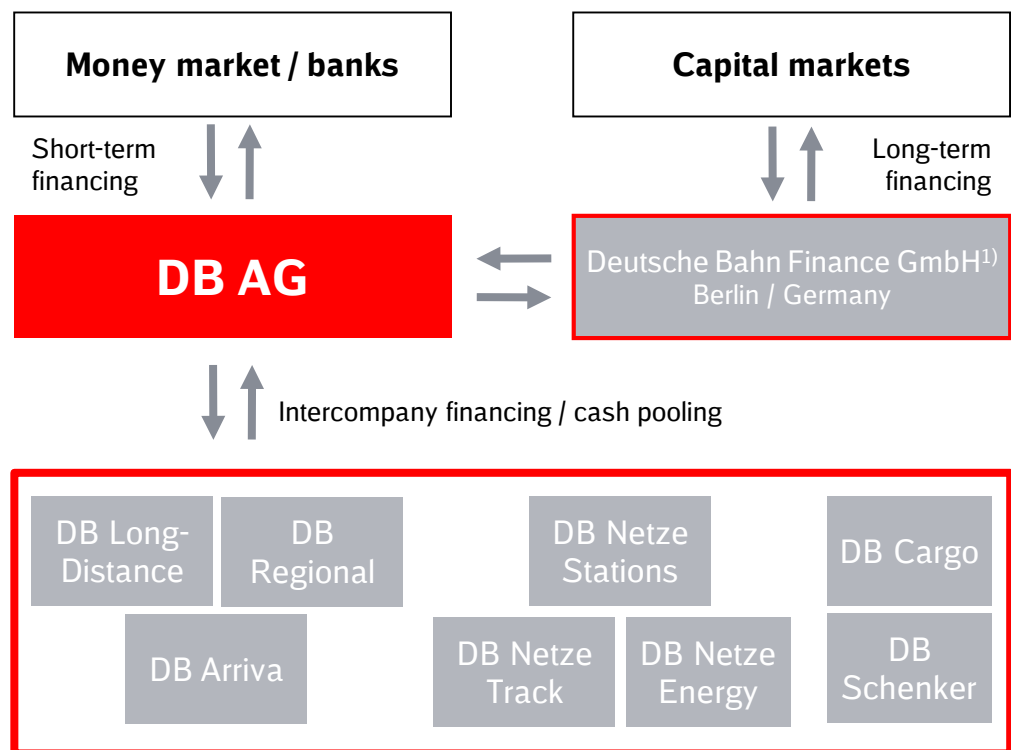 Money market / banks
Capital markets
Short-term
financing
Long-term
financing
DB AG
Deutsche Bahn Finance GmbH1)
Berlin / Germany
Intercompany financing / cash pooling
DB Long-
Distance
DB
Regional
DB Arriva
DB Netze
Stations
DB Netze
Track
DB Netze
Energy
DB Cargo
DB
Schenker